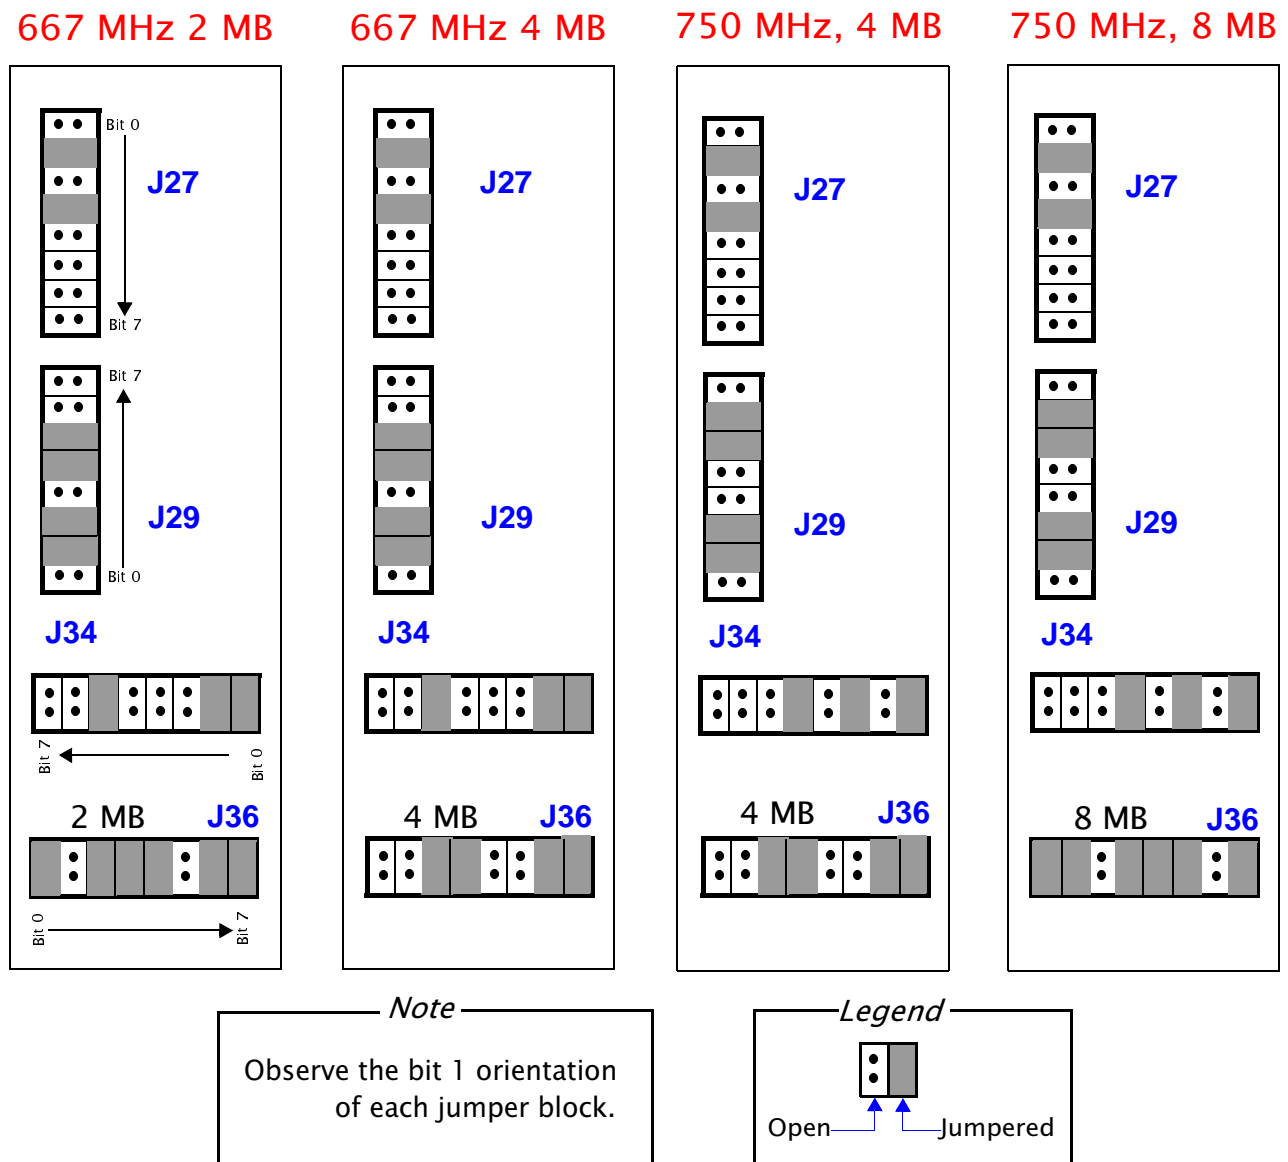 667 MHz 2 MB
667 MHz 4 MB
750 MHz, 4 MB
750 MHz, 8 MB
Bit 0
J27
J27
J27
J27
Bit 7
Bit 7
J29
J29
J29
J29
Bit 0
J34
J34
J34
J34
Bit 7
Bit 0
2 MB
J36
4 MB
J36
4 MB
J36
8 MB
J36
Bit 0
Bit 7
Note
Observe the bit 1 orientation
of each jumper block.
Legend
Open
Jumpered